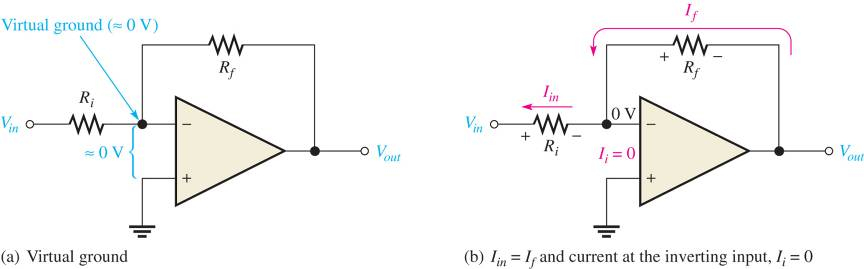 Virtual ground (≈ 0 V)
R_f
R_i
V_in
−
≈ 0 V
+
V_out
(a) Virtual ground
I_f
+ −
R_f
I_in
V_in
0 V
−
+ R_i −
I_i = 0
+
V_out
(b) I_in = I_f and current at the inverting input, I_i = 0